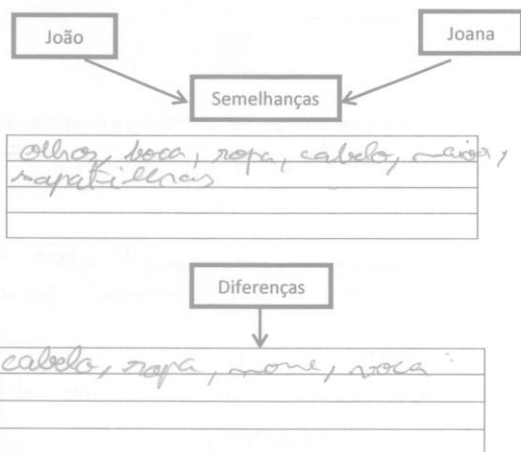 João
Joana
Semelhanças
olhos, boca, ropa, cabelo,
sapatilhas
Diferenças
cabelo, ropa, nome,